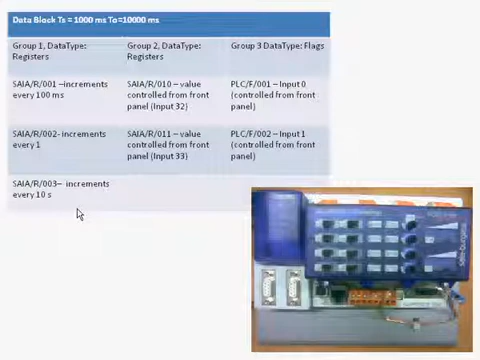 Data Block Ts = 1000 ms To=10000 ms
Group 1, DataType:
Registers
Group 2, DataType:
Registers
Group 3 DataType: Flags
SAIA/R/001 –increments
every 100 ms
SAIA/R/010 – value
controlled from front
panel (Input 32)
PLC/F/001 – Input 0
(controlled from front
panel)
SAIA/R/002- increments
every 1
SAIA/R/011 – value
controlled from front
panel (Input 33)
PLC/F/002 – Input 1
(controlled from front
panel)
SAIA/R/003– increments
every 10 s